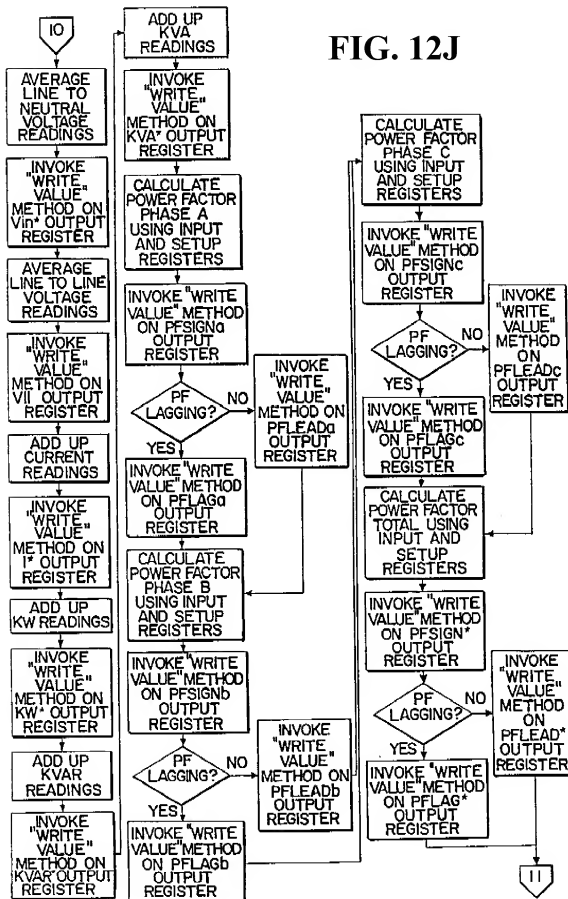 FIG. 12J
10
AVERAGE
LINE TO
NEUTRAL
VOLTAGE
READINGS
INVOKE
"WRITE
VALUE"
METHOD ON
Vin* OUTPUT
REGISTER
AVERAGE
LINE TO LINE
VOLTAGE
READINGS
INVOKE
"WRITE
VALUE"
METHOD ON
Vll OUTPUT
REGISTER
ADD UP
CURRENT
READINGS
INVOKE
"WRITE
VALUE"
METHOD ON
I* OUTPUT
REGISTER
ADD UP
KW READINGS
INVOKE
"WRITE
VALUE"
METHOD ON
KW* OUTPUT
REGISTER
ADD UP
KVAR
READINGS
INVOKE
"WRITE
VALUE"
METHOD ON
KVAR*OUTPUT
REGISTER
ADD UP
KVA
READINGS
INVOKE
"WRITE
VALUE"
METHOD ON
KVA* OUTPUT
REGISTER
CALCULATE
POWER FACTOR
PHASE A
USING INPUT
AND SETUP
REGISTERS
INVOKE "WRITE
VALUE" METHOD
ON PFSIGNa
OUTPUT
REGISTER
PF
LAGGING?
NO
YES
INVOKE
"WRITE
VALUE"
METHOD ON
PFLEADa
OUTPUT
REGISTER
INVOKE "WRITE
VALUE" METHOD
ON PFLAGa
OUTPUT
REGISTER
CALCULATE
POWER FACTOR
PHASE B
USING INPUT
AND SETUP
REGISTERS
INVOKE "WRITE
VALUE" METHOD
ON PFSIGNb
OUTPUT
REGISTER
PF
LAGGING?
NO
YES
INVOKE
"WRITE
VALUE"
METHOD ON
PFLEADb
OUTPUT
REGISTER
INVOKE "WRITE
VALUE" METHOD
ON PFLAGb
OUTPUT
REGISTER
CALCULATE
POWER FACTOR
PHASE C
USING INPUT
AND SETUP
REGISTERS
INVOKE "WRITE
VALUE" METHOD
ON PFSIGNc
OUTPUT
REGISTER
PF
LAGGING?
NO
YES
INVOKE
"WRITE
VALUE"
METHOD
ON
PFLEADc
OUTPUT
REGISTER
INVOKE "WRITE
VALUE" METHOD
ON PFLAGc
OUTPUT
REGISTER
CALCULATE
POWER FACTOR
TOTAL USING
INPUT AND
SETUP
REGISTERS
INVOKE "WRITE
VALUE" METHOD
ON PFSIGN*
OUTPUT
REGISTER
PF
LAGGING?
NO
YES
INVOKE
"WRITE
VALUE"
METHOD
ON
PFLEAD*
OUTPUT
REGISTER
INVOKE "WRITE
VALUE" METHOD
ON PFLAG*
OUTPUT
REGISTER
11